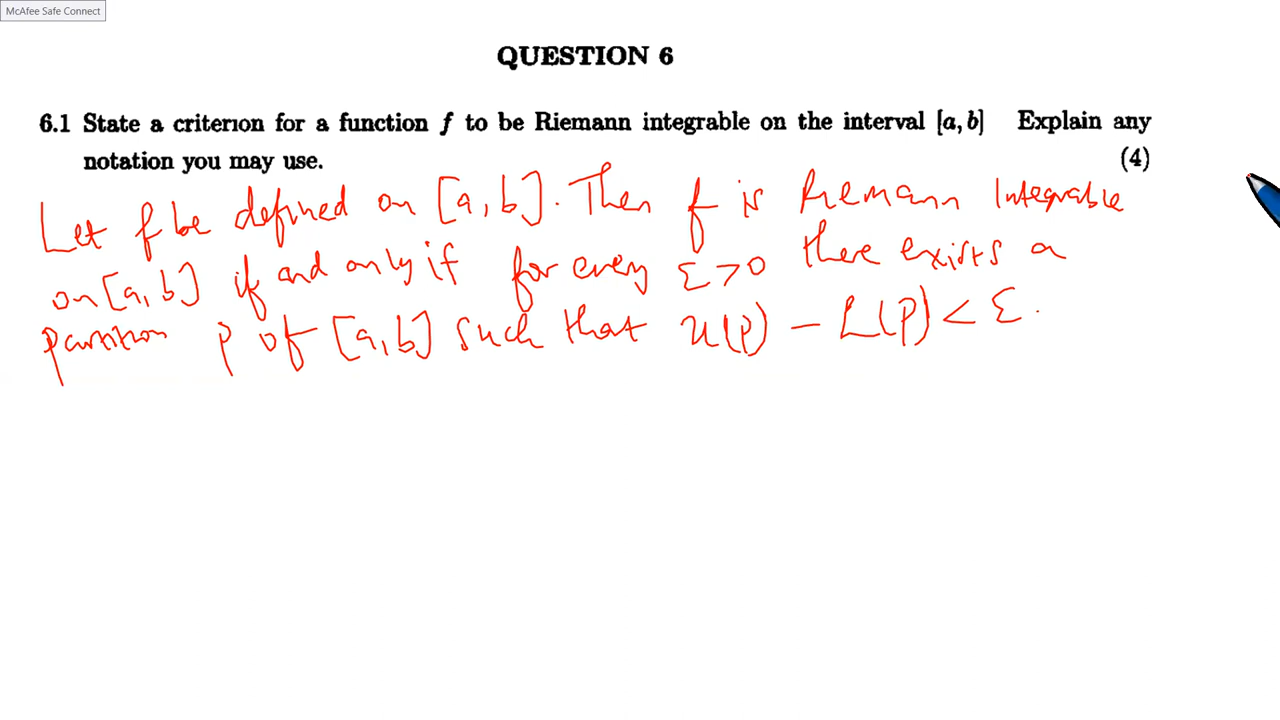 McAfee Safe Connect
QUESTION 6
6.1 State a criterion for a function f to be Riemann integrable on the interval [a, b] Explain any
notation you may use. (4)
Let f be defined on [a, b]. Then f is Riemann Integrable
on [a, b] if and only if for every ε > 0 there exists a
partition P of [a, b] such that U(P) - L(P) < ε.